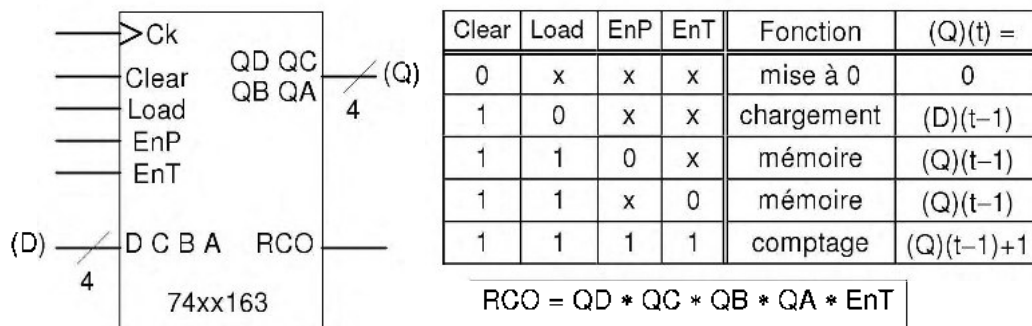 Ck
Clear
Load
EnP
EnT
QD QC
QB QA
(Q)
4
(D)
4
D C B A
RCO
74xx163
Clear Load EnP EnT Fonction (Q)(t) =
0 x x x mise à 0 0
1 0 x x chargement (D)(t–1)
1 1 0 x mémoire (Q)(t–1)
1 1 x 0 mémoire (Q)(t–1)
1 1 1 1 comptage (Q)(t–1)+1
RCO = QD * QC * QB * QA * EnT